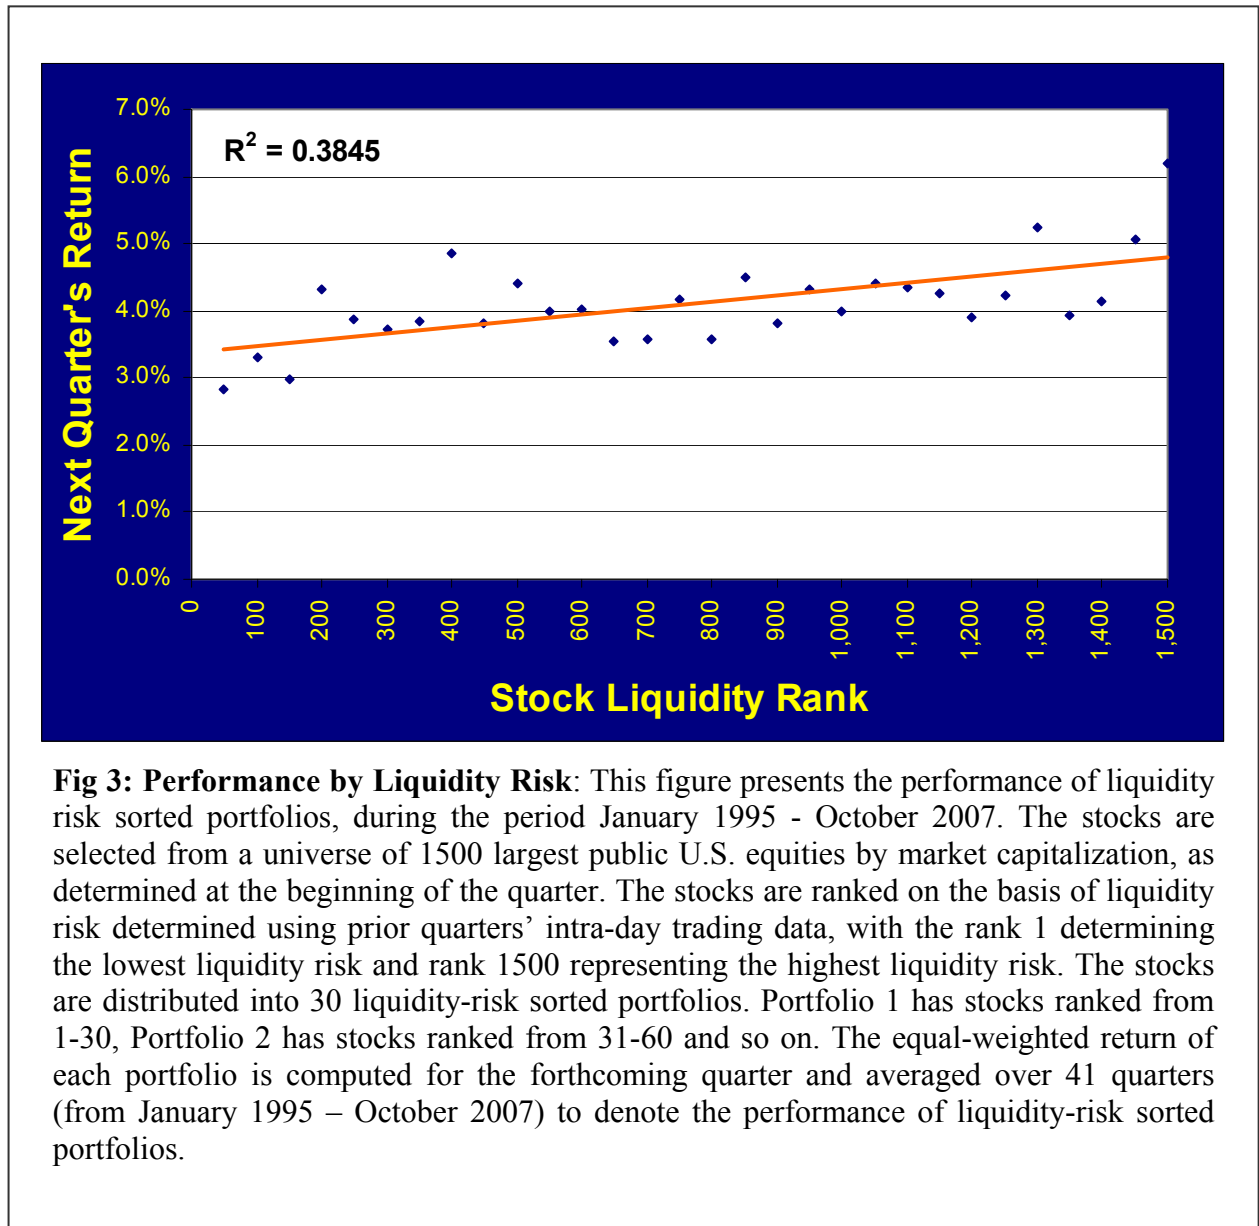 7.0%
R² = 0.3845
6.0%
5.0%
4.0%
3.0%
2.0%
1.0%
0.0%
Next Quarter's Return
0
100
200
300
400
500
600
700
800
900
1,000
1,100
1,200
1,300
1,400
1,500
Stock Liquidity Rank
Fig 3: Performance by Liquidity Risk: This figure presents the performance of liquidity
risk sorted portfolios, during the period January 1995 - October 2007. The stocks are
selected from a universe of 1500 largest public U.S. equities by market capitalization, as
determined at the beginning of the quarter. The stocks are ranked on the basis of liquidity
risk determined using prior quarters’ intra-day trading data, with the rank 1 determining
the lowest liquidity risk and rank 1500 representing the highest liquidity risk. The stocks
are distributed into 30 liquidity-risk sorted portfolios. Portfolio 1 has stocks ranked from
1-30, Portfolio 2 has stocks ranked from 31-60 and so on. The equal-weighted return of
each portfolio is computed for the forthcoming quarter and averaged over 41 quarters
(from January 1995 – October 2007) to denote the performance of liquidity-risk sorted
portfolios.